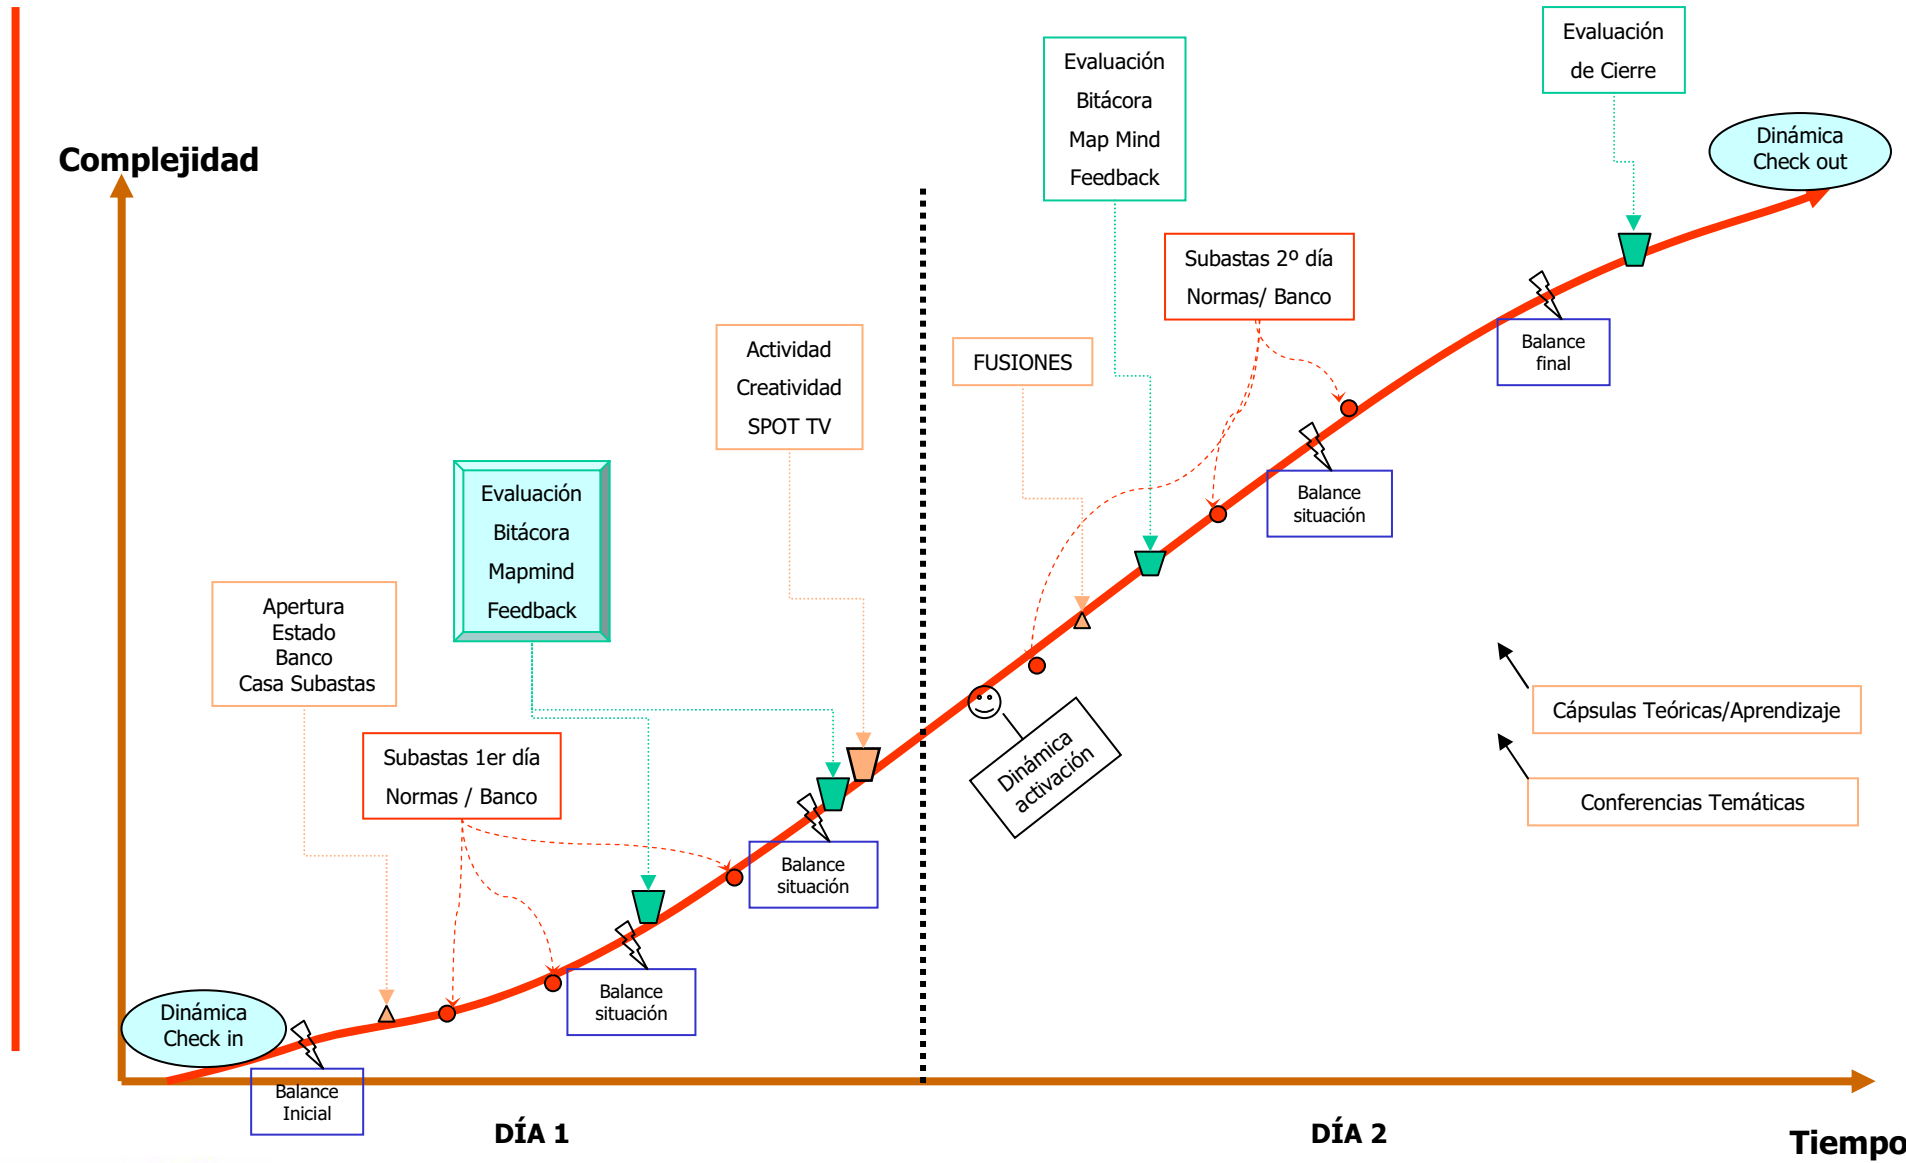 Complejidad
Evaluación
Bitácora
Map Mind
Feedback
Evaluación
de Cierre
Dinámica
Check out
Subastas 2º día
Normas/ Banco
Actividad
Creatividad
SPOT TV
FUSIONES
Balance
final
Evaluación
Bitácora
Mapmind
Feedback
Balance
situación
Apertura
Estado
Banco
Casa Subastas
Subastas 1er día
Normas / Banco
Dinámica
activación
Cápsulas Teóricas/Aprendizaje
Conferencias Temáticas
Balance
situación
Balance
situación
Dinámica
Check in
Balance
Inicial
DÍA 1
DÍA 2
Tiempo